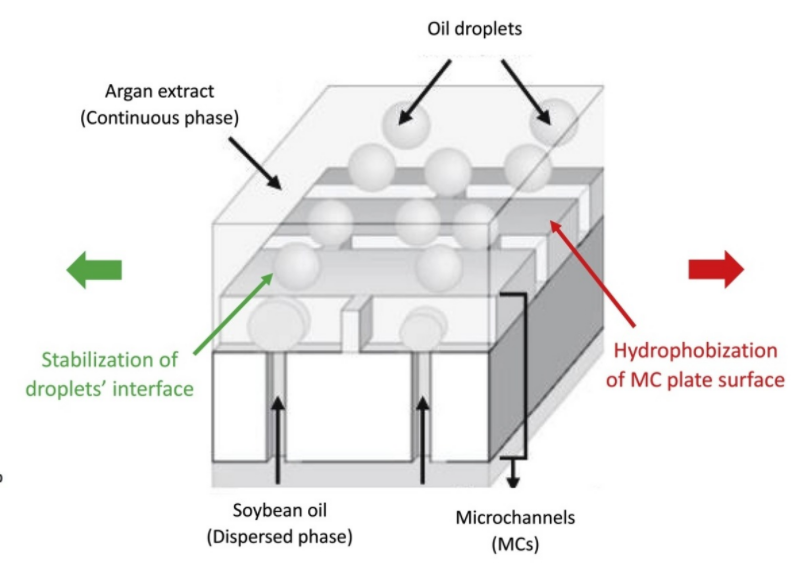 Oil droplets
Argan extract
(Continuous phase)
Stabilization of
droplets’ interface
Hydrophobization
of MC plate surface
Soybean oil
(Dispersed phase)
Microchannels
(MCs)